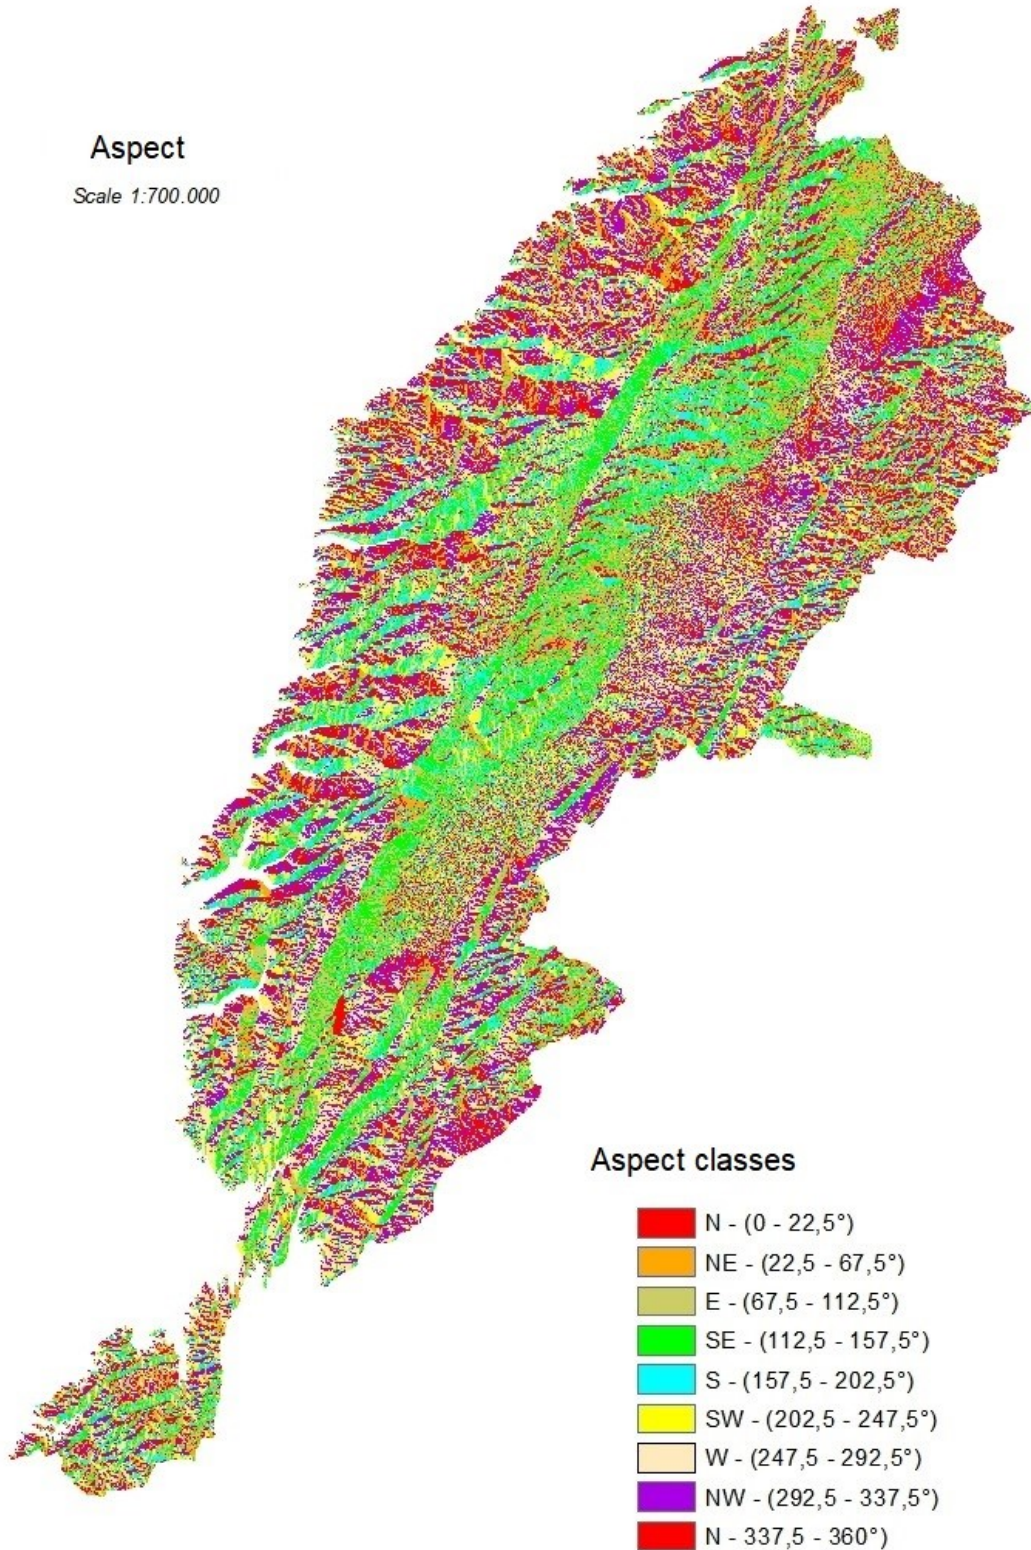 Aspect
Scale 1:700.000
Aspect classes
N - (0 - 22,5°)
NE - (22,5 - 67,5°)
E - (67,5 - 112,5°)
SE - (112,5 - 157,5°)
S - (157,5 - 202,5°)
SW - (202,5 - 247,5°)
W - (247,5 - 292,5°)
NW - (292,5 - 337,5°)
N - 337,5 - 360°)